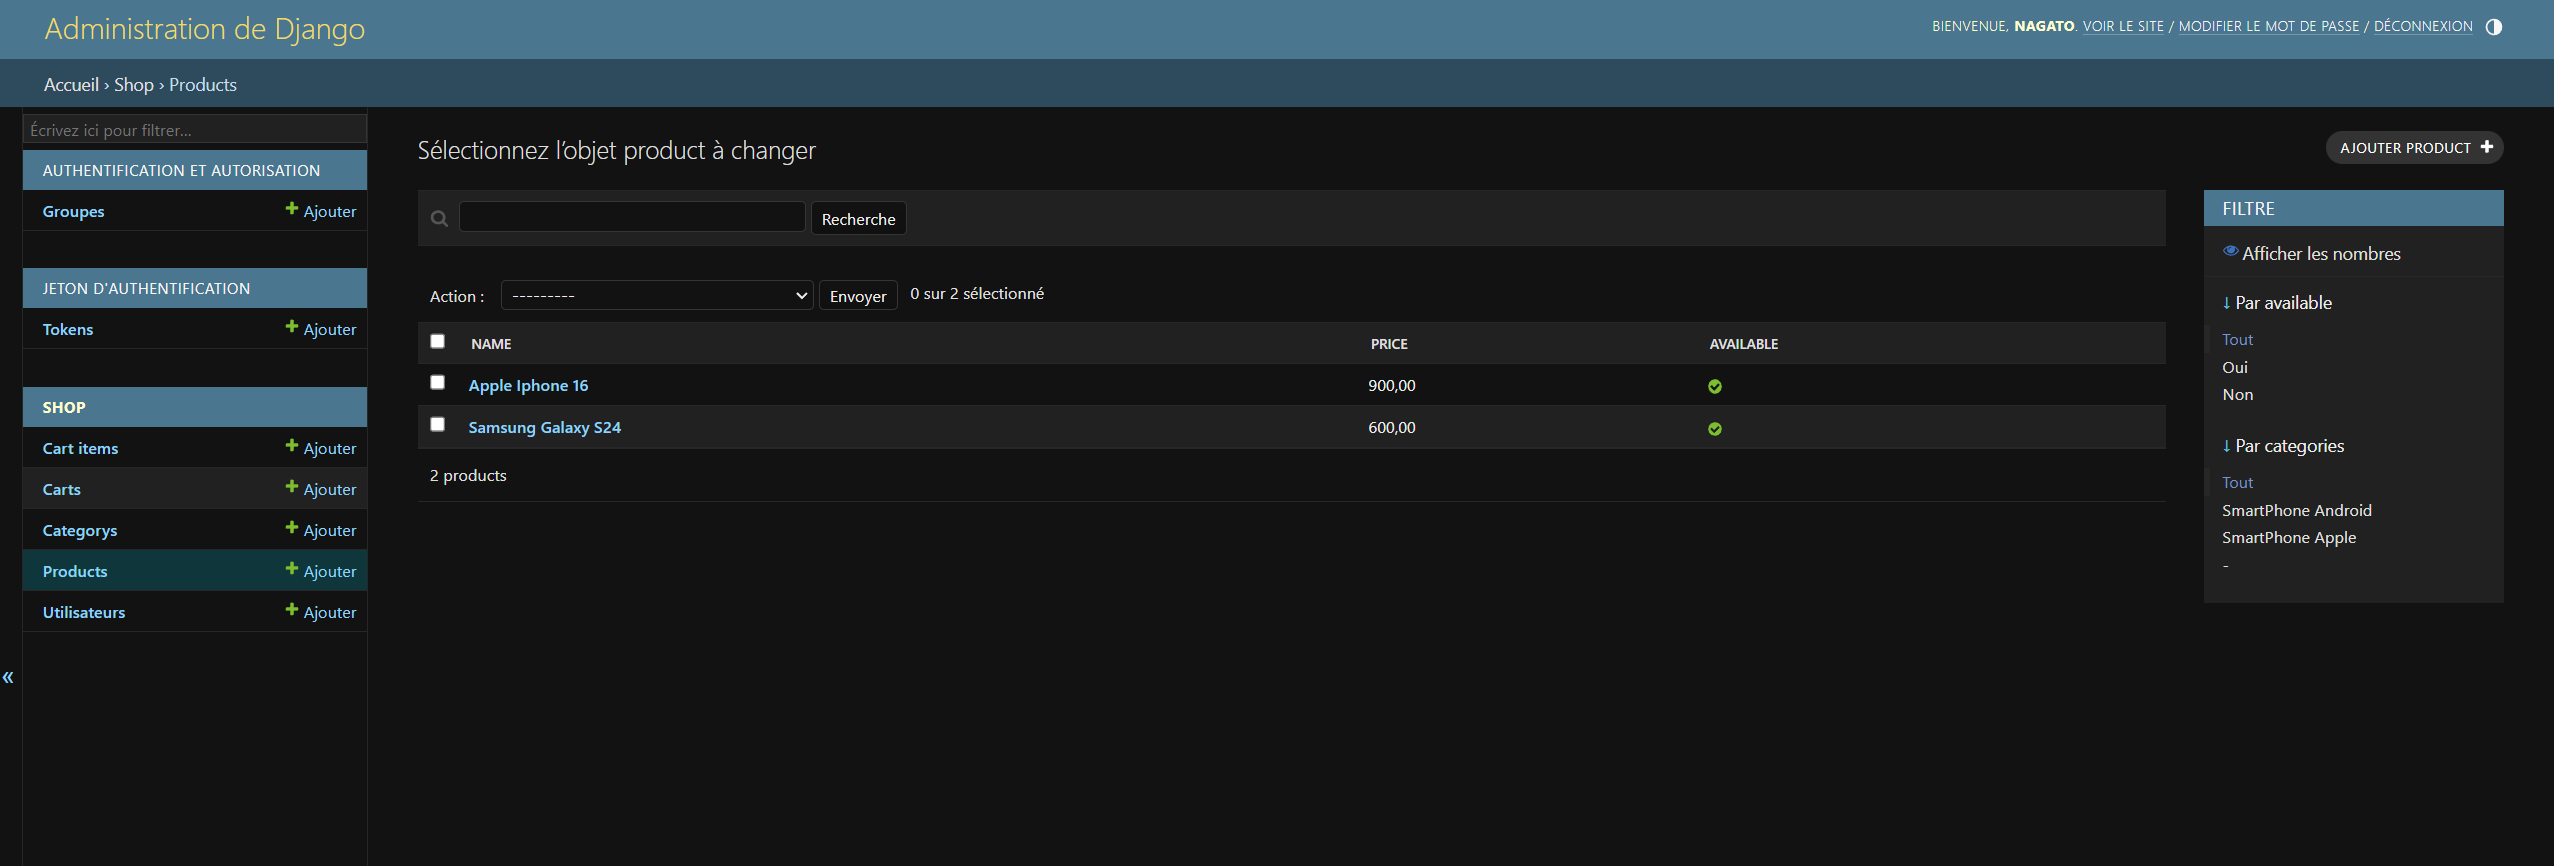 Administration de Django
BIENVENUE, NAGATO. VOIR LE SITE / MODIFIER LE MOT DE PASSE / DÉCONNEXION
Accueil › Shop › Products
Écrivez ici pour filtrer…
AUTHENTIFICATION ET AUTORISATION
Groupes Ajouter
JETON D'AUTHENTIFICATION
Tokens Ajouter
SHOP
Cart items Ajouter
Carts Ajouter
Categorys Ajouter
Products Ajouter
Utilisateurs Ajouter
«
Sélectionnez l’objet product à changer
AJOUTER PRODUCT
Recherche
Action : --------- Envoyer 0 sur 2 sélectionné
NAME PRICE AVAILABLE
Apple Iphone 16 900,00
Samsung Galaxy S24 600,00
2 products
FILTRE
Afficher les nombres
↓ Par available
Tout
Oui
Non
↓ Par categories
Tout
SmartPhone Android
SmartPhone Apple
-